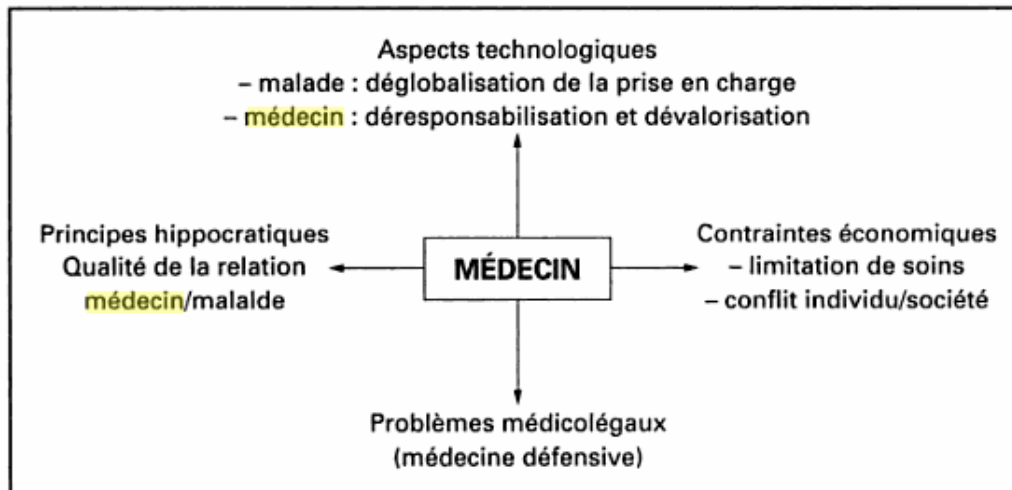 Aspects technologiques
– malade : déglobalisation de la prise en charge
– médecin : déresponsabilisation et dévalorisation
Principes hippocratiques
Qualité de la relation
médecin/malalde
MÉDECIN
Contraintes économiques
– limitation de soins
– conflit individu/société
Problèmes médicolégaux
(médecine défensive)